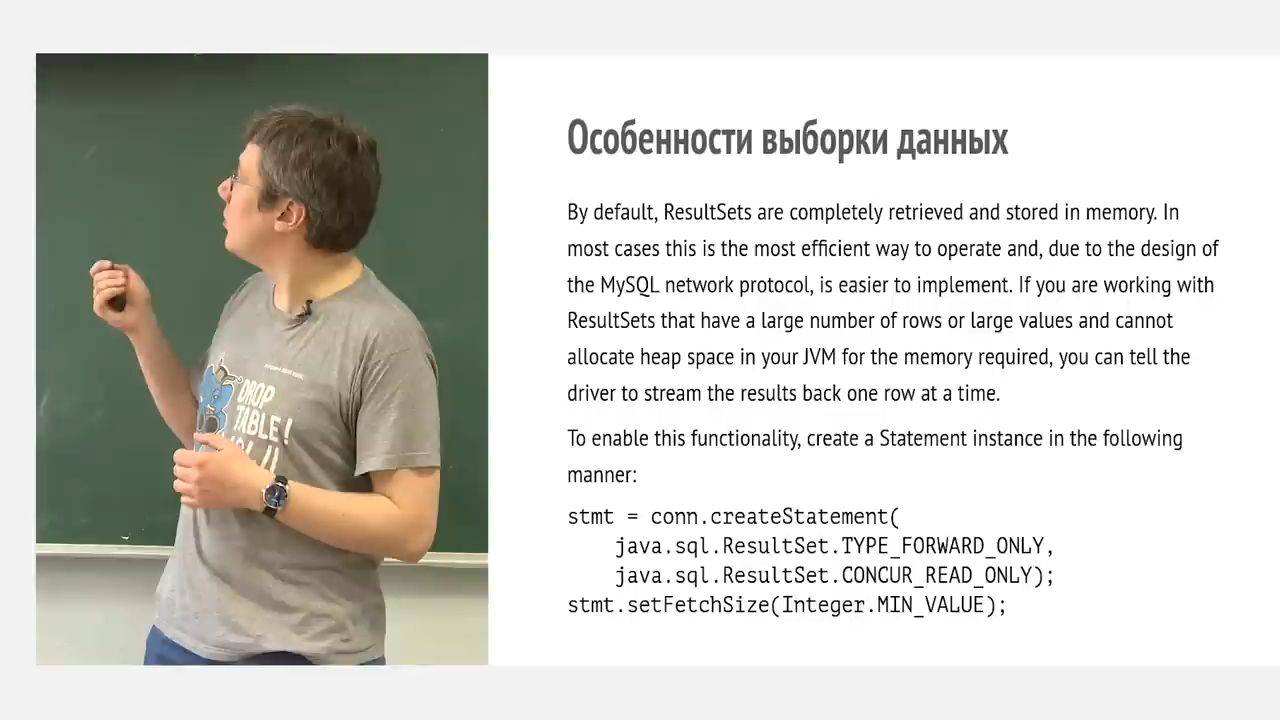 Особенности выборки данных
By default, ResultSets are completely retrieved and stored in memory. In
most cases this is the most efficient way to operate and, due to the design of
the MySQL network protocol, is easier to implement. If you are working with
ResultSets that have a large number of rows or large values and cannot
allocate heap space in your JVM for the memory required, you can tell the
driver to stream the results back one row at a time.
To enable this functionality, create a Statement instance in the following
manner:
stmt = conn.createStatement(
java.sql.ResultSet.TYPE_FORWARD_ONLY,
java.sql.ResultSet.CONCUR_READ_ONLY);
stmt.setFetchSize(Integer.MIN_VALUE);
DROP
TABLE!